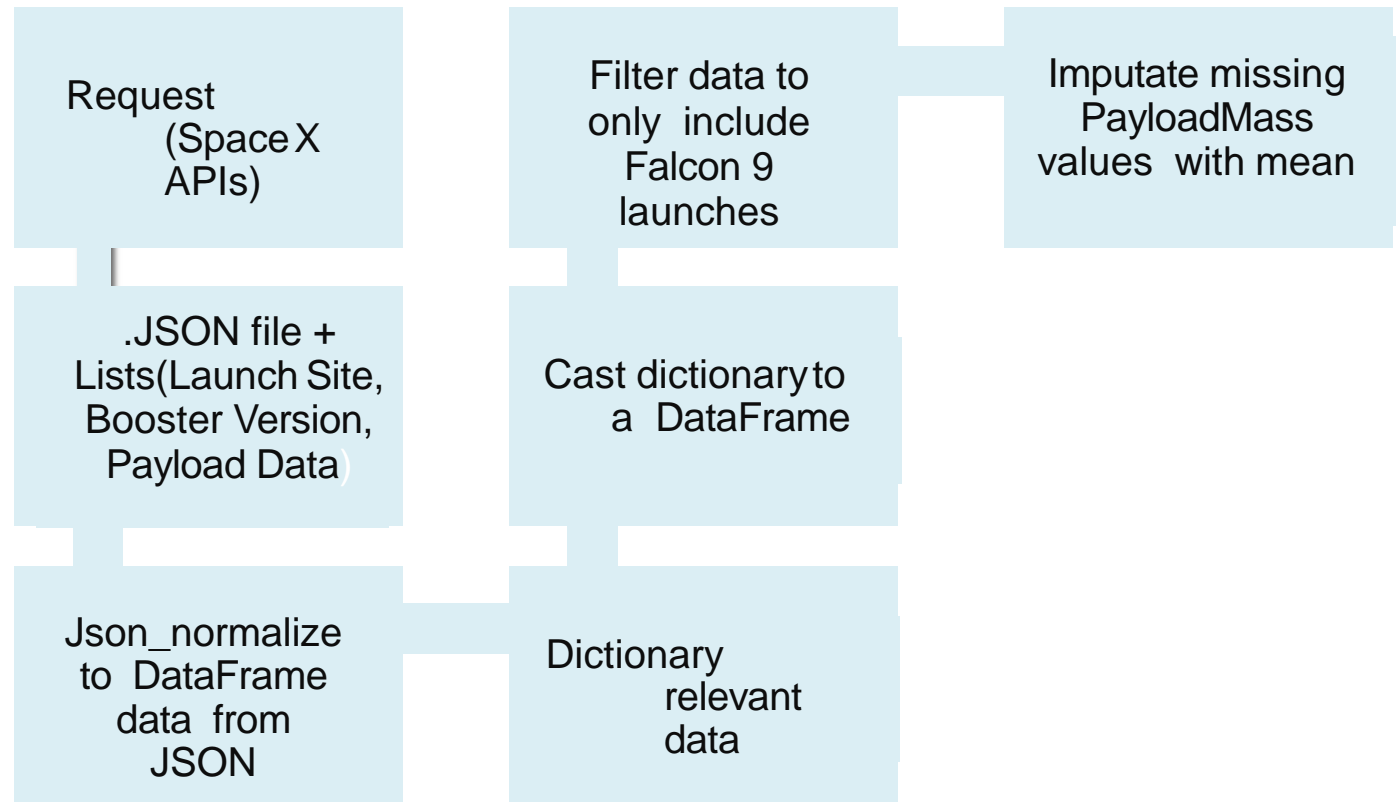 Request
(Space X
APIs)
.JSON file +
Lists(Launch Site,
Booster Version,
Payload Data)
Json_normalize
to DataFrame
data from
JSON
Dictionary
relevant
data
Cast dictionary to
a DataFrame
Filter data to
only include
Falcon 9
launches
Imputate missing
PayloadMass
values with mean